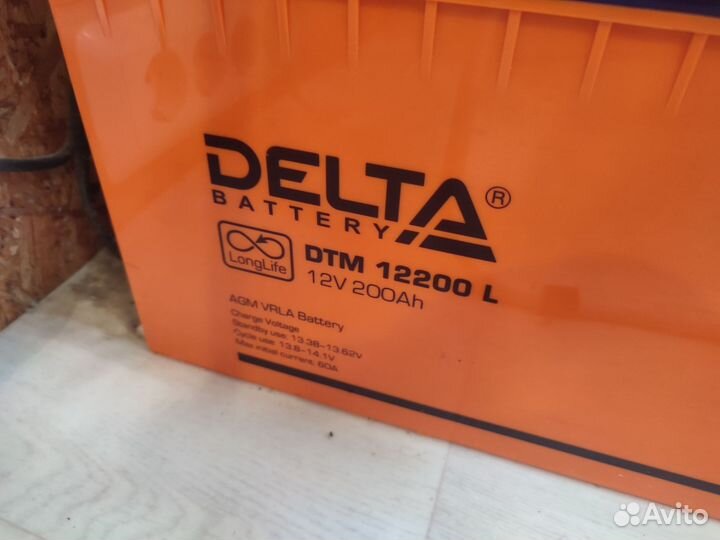 DELTA®
BATTERY
LongLife
DTM 12200 L
12V 200Ah
AGM VRLA Battery
Charge Voltage
Standby use: 13.38-13.62V
Cycle use: 13.8-14.1V
Max initial current: 60A
Avito